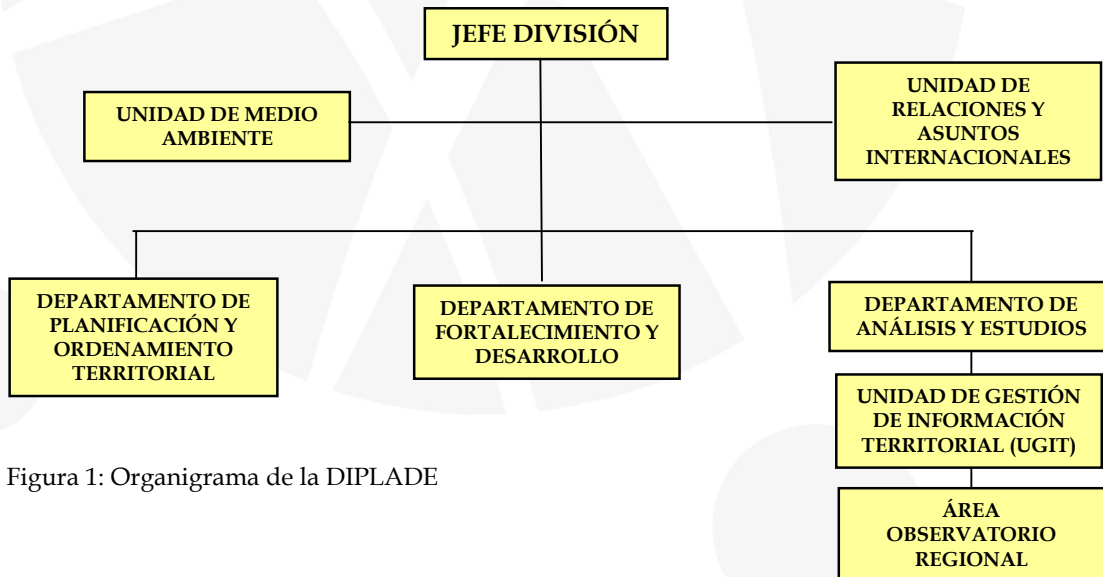 JEFE DIVISIÓN
UNIDAD DE MEDIO
AMBIENTE
UNIDAD DE
RELACIONES Y
ASUNTOS
INTERNACIONALES
DEPARTAMENTO DE
PLANIFICACIÓN Y
ORDENAMIENTO
TERRITORIAL
DEPARTAMENTO DE
FORTALECIMIENTO Y
DESARROLLO
DEPARTAMENTO DE
ANÁLISIS Y ESTUDIOS
UNIDAD DE GESTIÓN
DE INFORMACIÓN
TERRITORIAL (UGIT)
ÁREA
OBSERVATORIO
REGIONAL
Figura 1: Organigrama de la DIPLADE